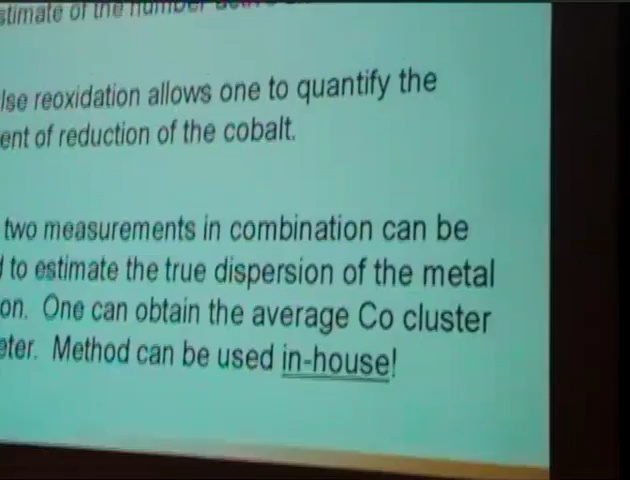 stimate of the number
lse reoxidation allows one to quantify the
ent of reduction of the cobalt.
two measurements in combination can be
to estimate the true dispersion of the metal
on. One can obtain the average Co cluster
eter. Method can be used in-house!